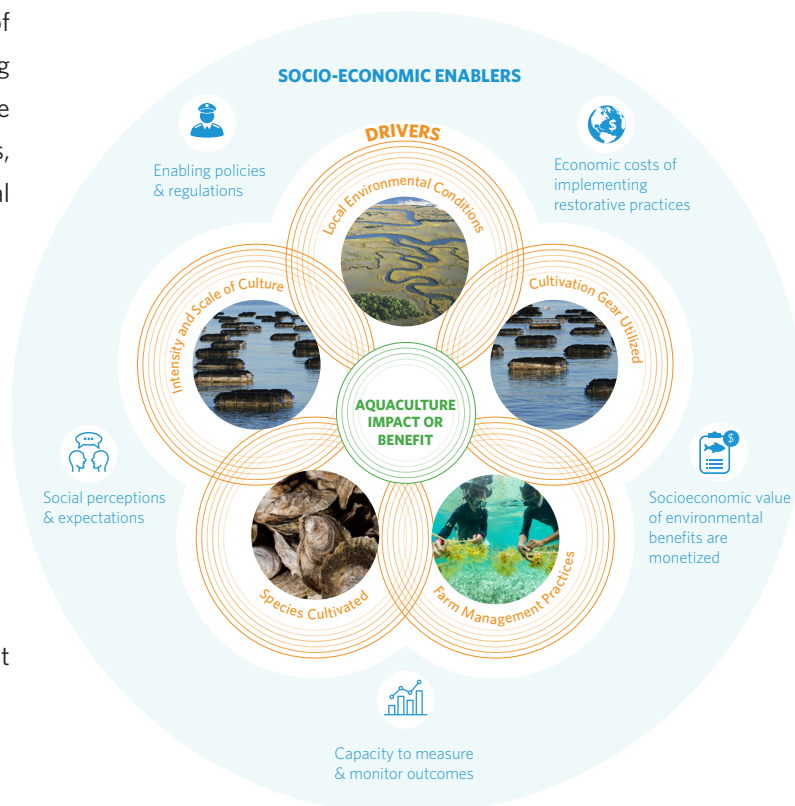 of
g
e
s,
al
SOCIO-ECONOMIC ENABLERS
DRIVERS
Enabling policies
& regulations
Economic costs of
implementing
restorative practices
Local Environmental Conditions
Intensity and Scale of Culture
Cultivation Gear Utilized
AQUACULTURE
IMPACT OR
BENEFIT
Social perceptions
& expectations
$
Socioeconomic value
of environmental
benefits are
monetized
Species Cultivated
Farm Management Practices
t
Capacity to measure
& monitor outcomes